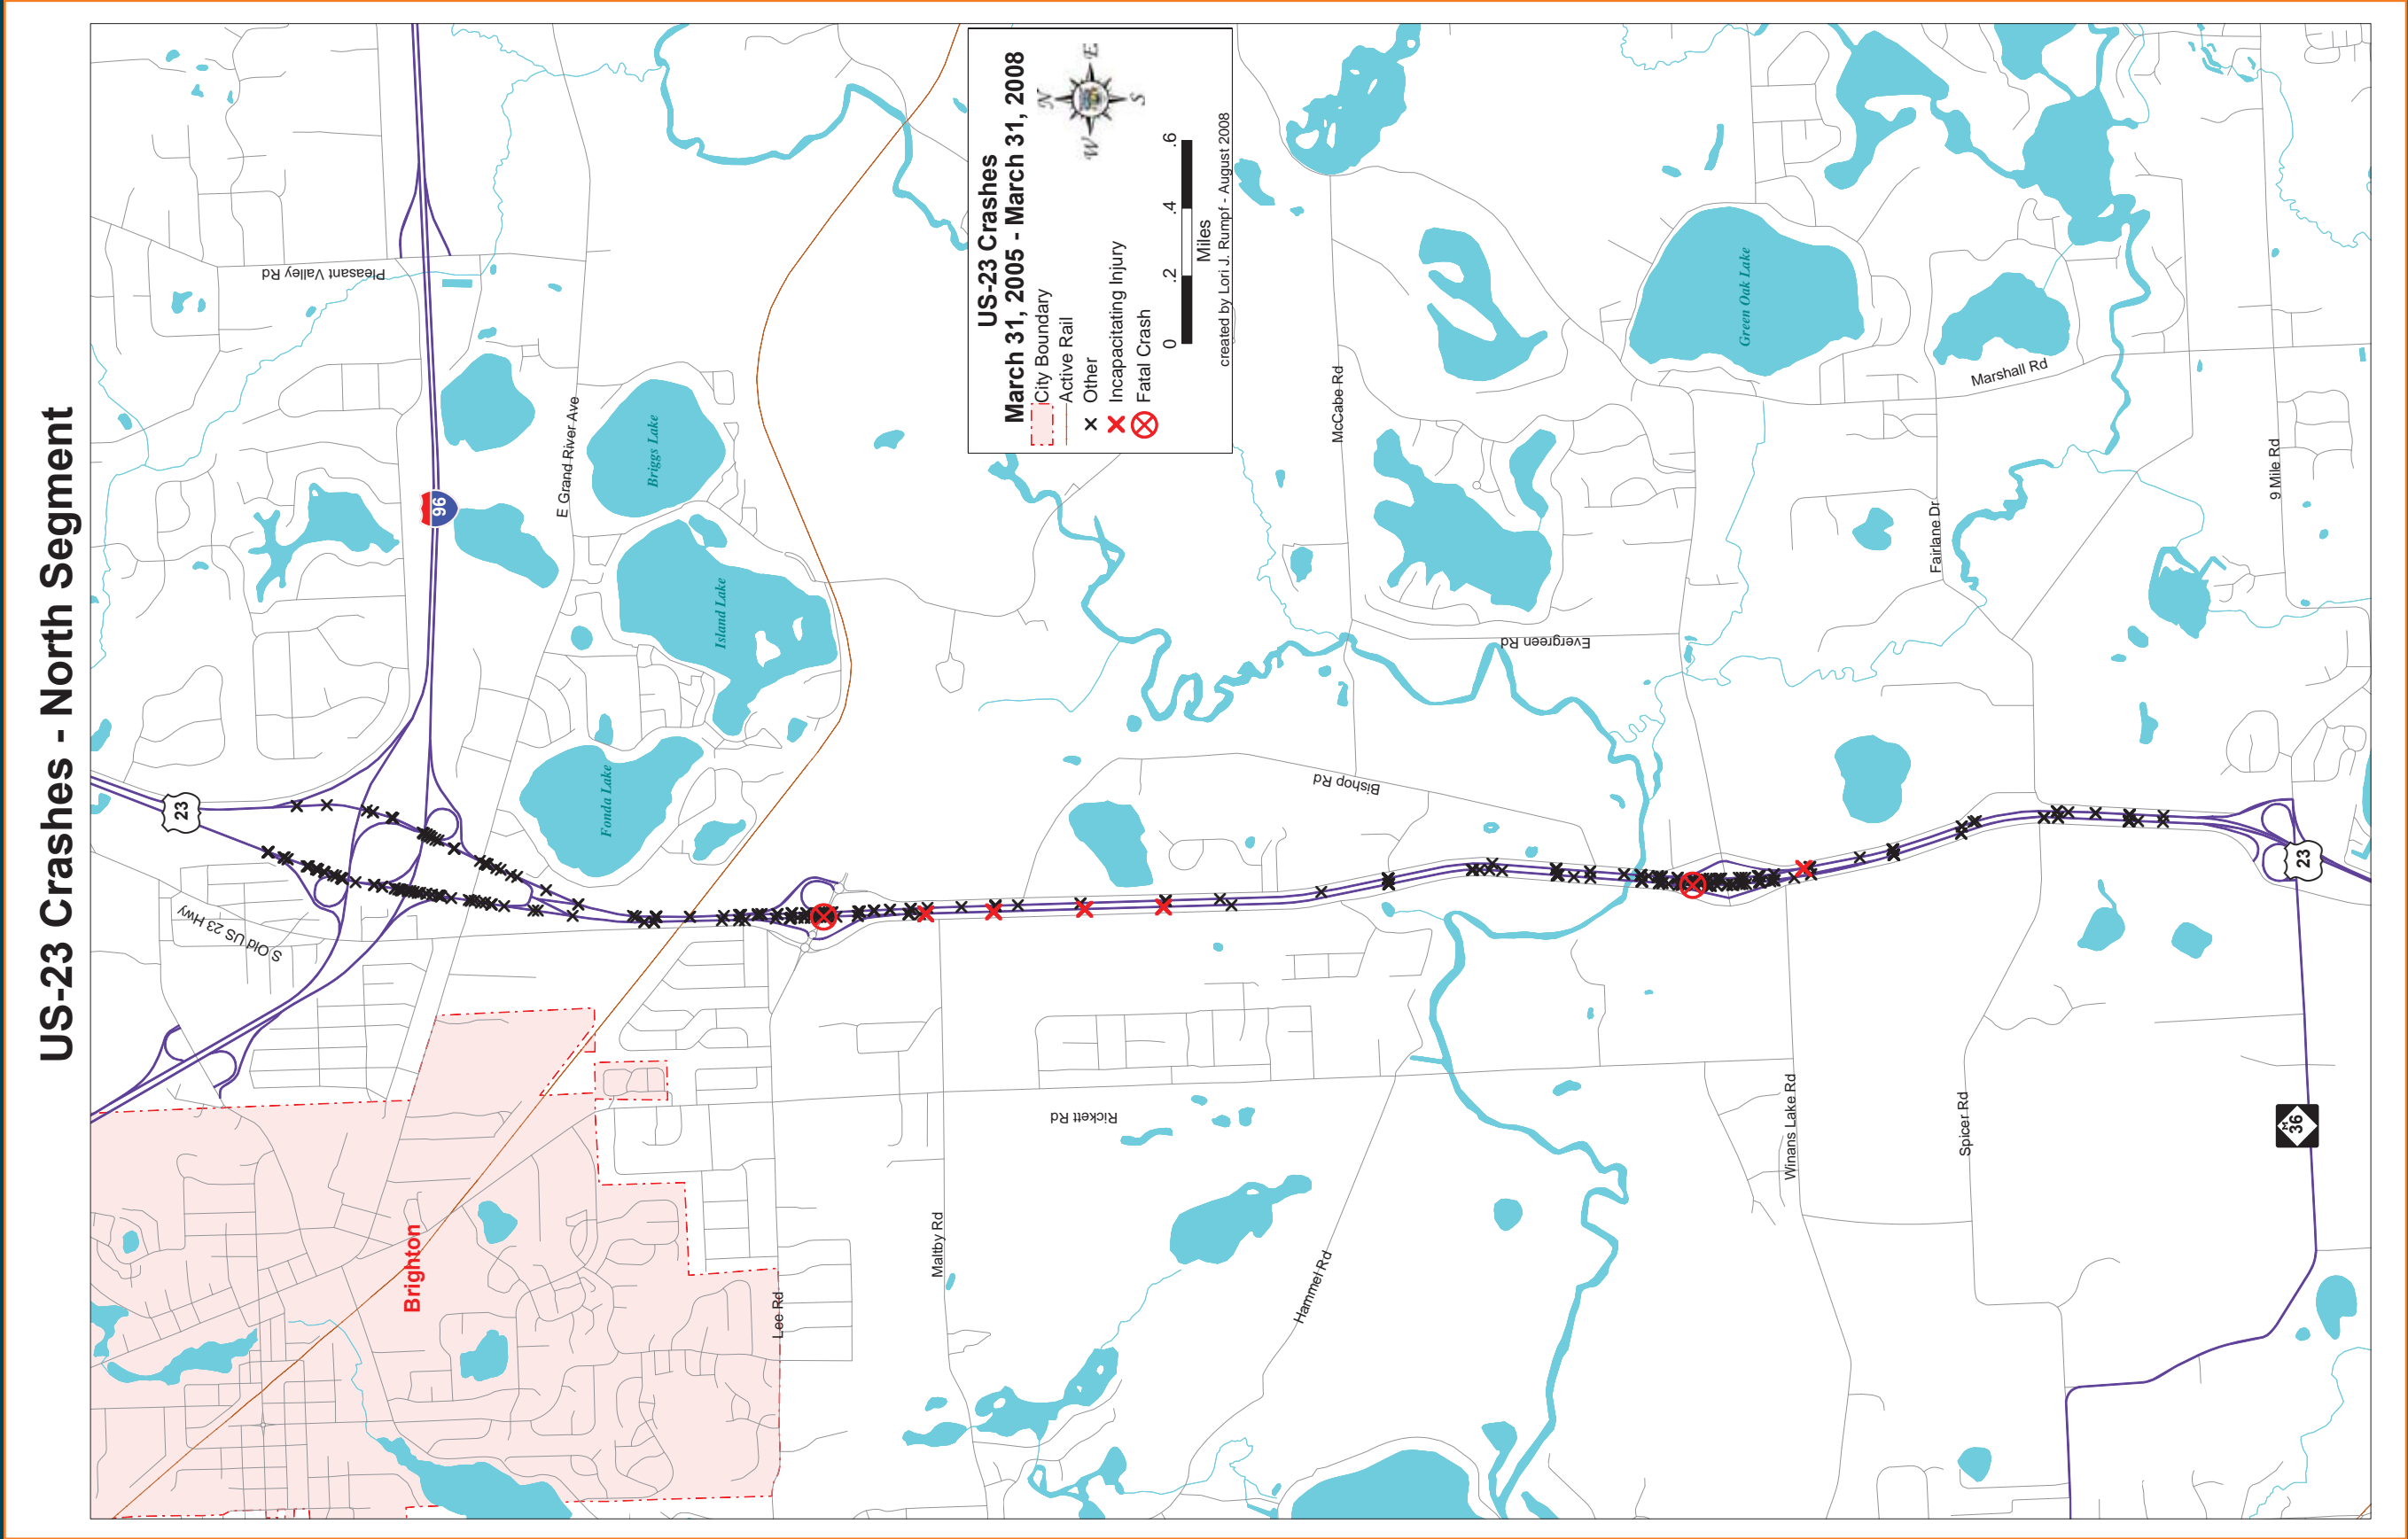 US-23 Crashes - North Segment
US-23 Crashes
March 31, 2005 - March 31, 2008
City Boundary
Active Rail
Other
Incapacitating Injury
Fatal Crash
N
W
E
S
0 .2 .4 .6
Miles
created by Lori J. Rumpf - August 2008
Pleasant Valley Rd
96
E Grand River Ave
Briggs Lake
Island Lake
Fonda Lake
23
S Old US 23 Hwy
Brighton
Lee Rd
Maltby Rd
Rickett Rd
Hammel Rd
Bishop Rd
McCabe Rd
Evergreen Rd
Green Oak Lake
Marshall Rd
Fairlane Dr
9 Mile Rd
Winans Lake Rd
Spicer Rd
23
M
36